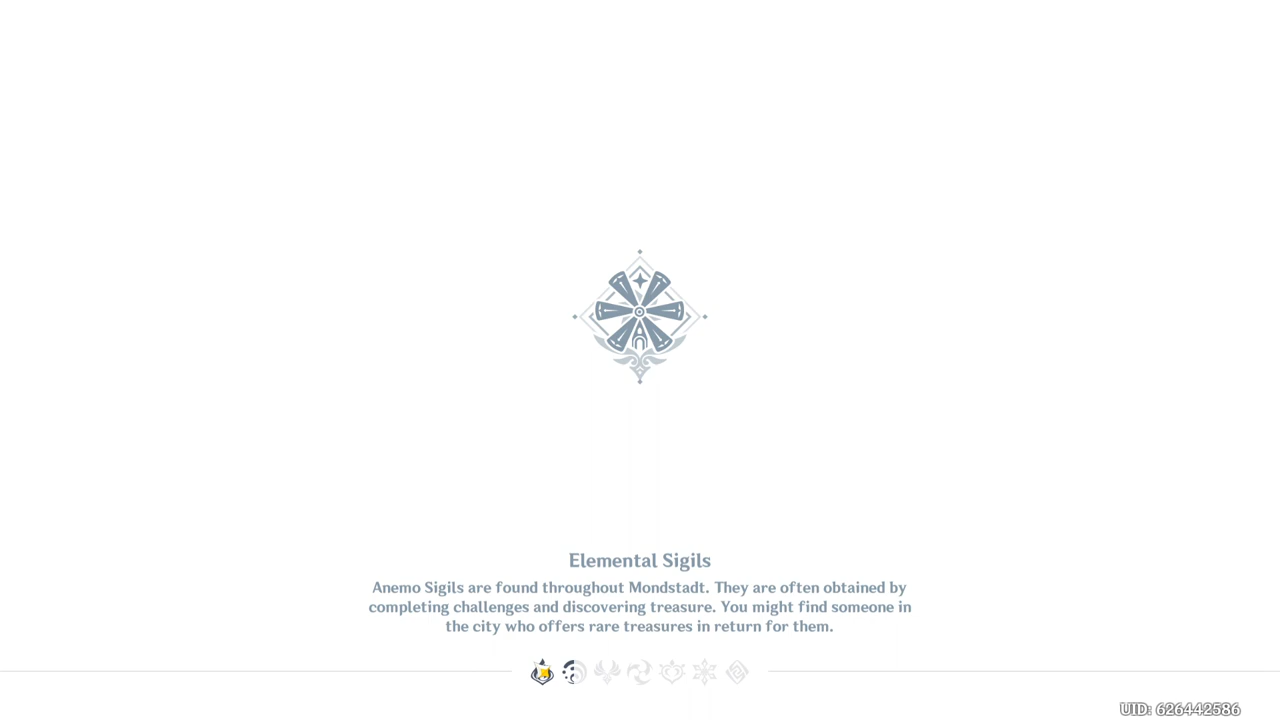 Elemental Sigils
Anemo Sigils are found throughout Mondstadt. They are often obtained by
completing challenges and discovering treasure. You might find someone in
the city who offers rare treasures in return for them.
UID: 626442586